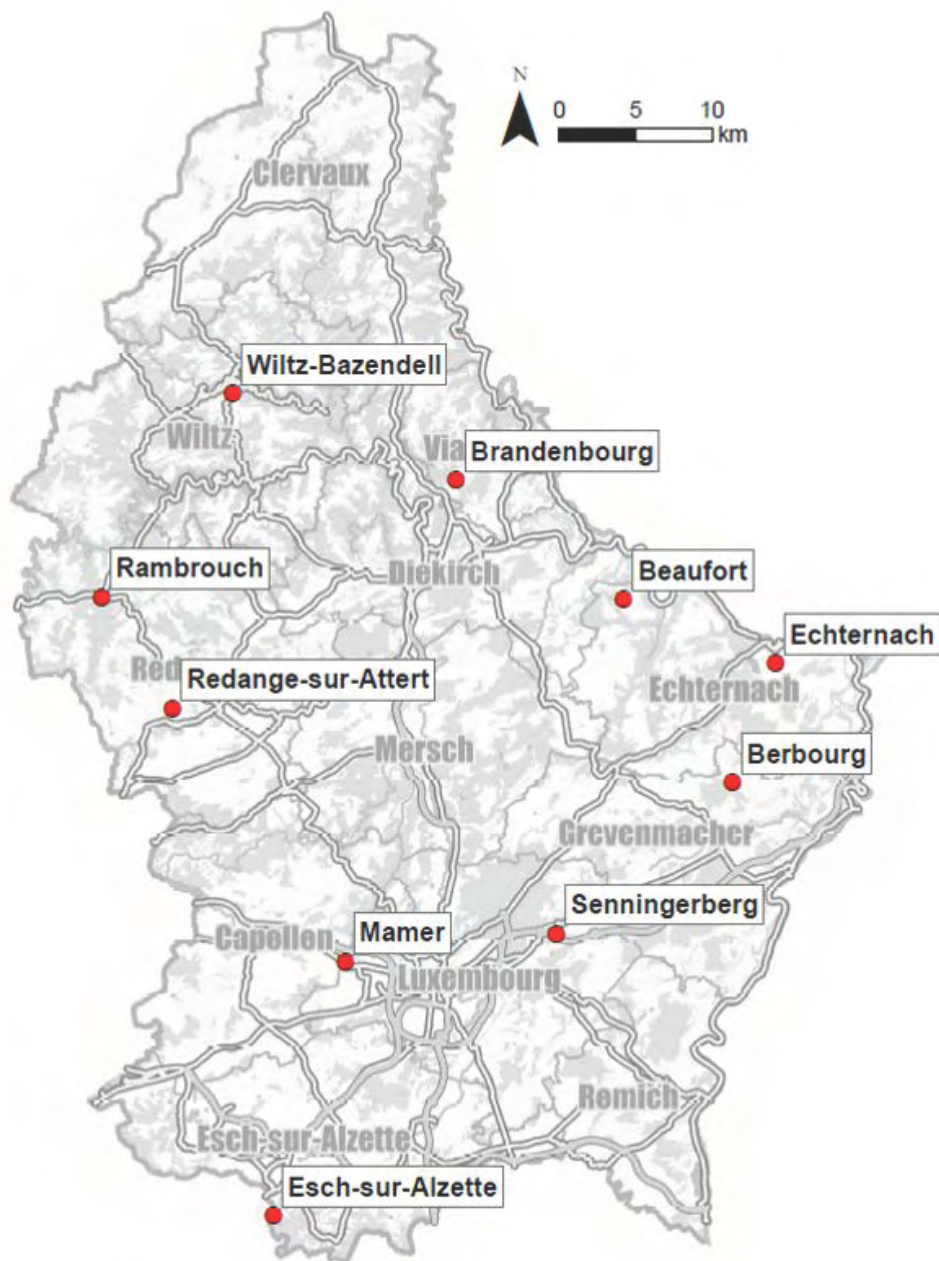 N
0 5 10
km
Clervaux
Wiltz-Bazendell
Wiltz
Via
Brandenbourg
Rambrouch
Diekirch
Beaufort
Echternach
Red
Redange-sur-Attert
Echternach
Mersch
Berbourg
Grevenmacher
Senningerberg
Capellen
Mamer
Luxembourg
Remich
Esch-sur-Alzette
Esch-sur-Alzette